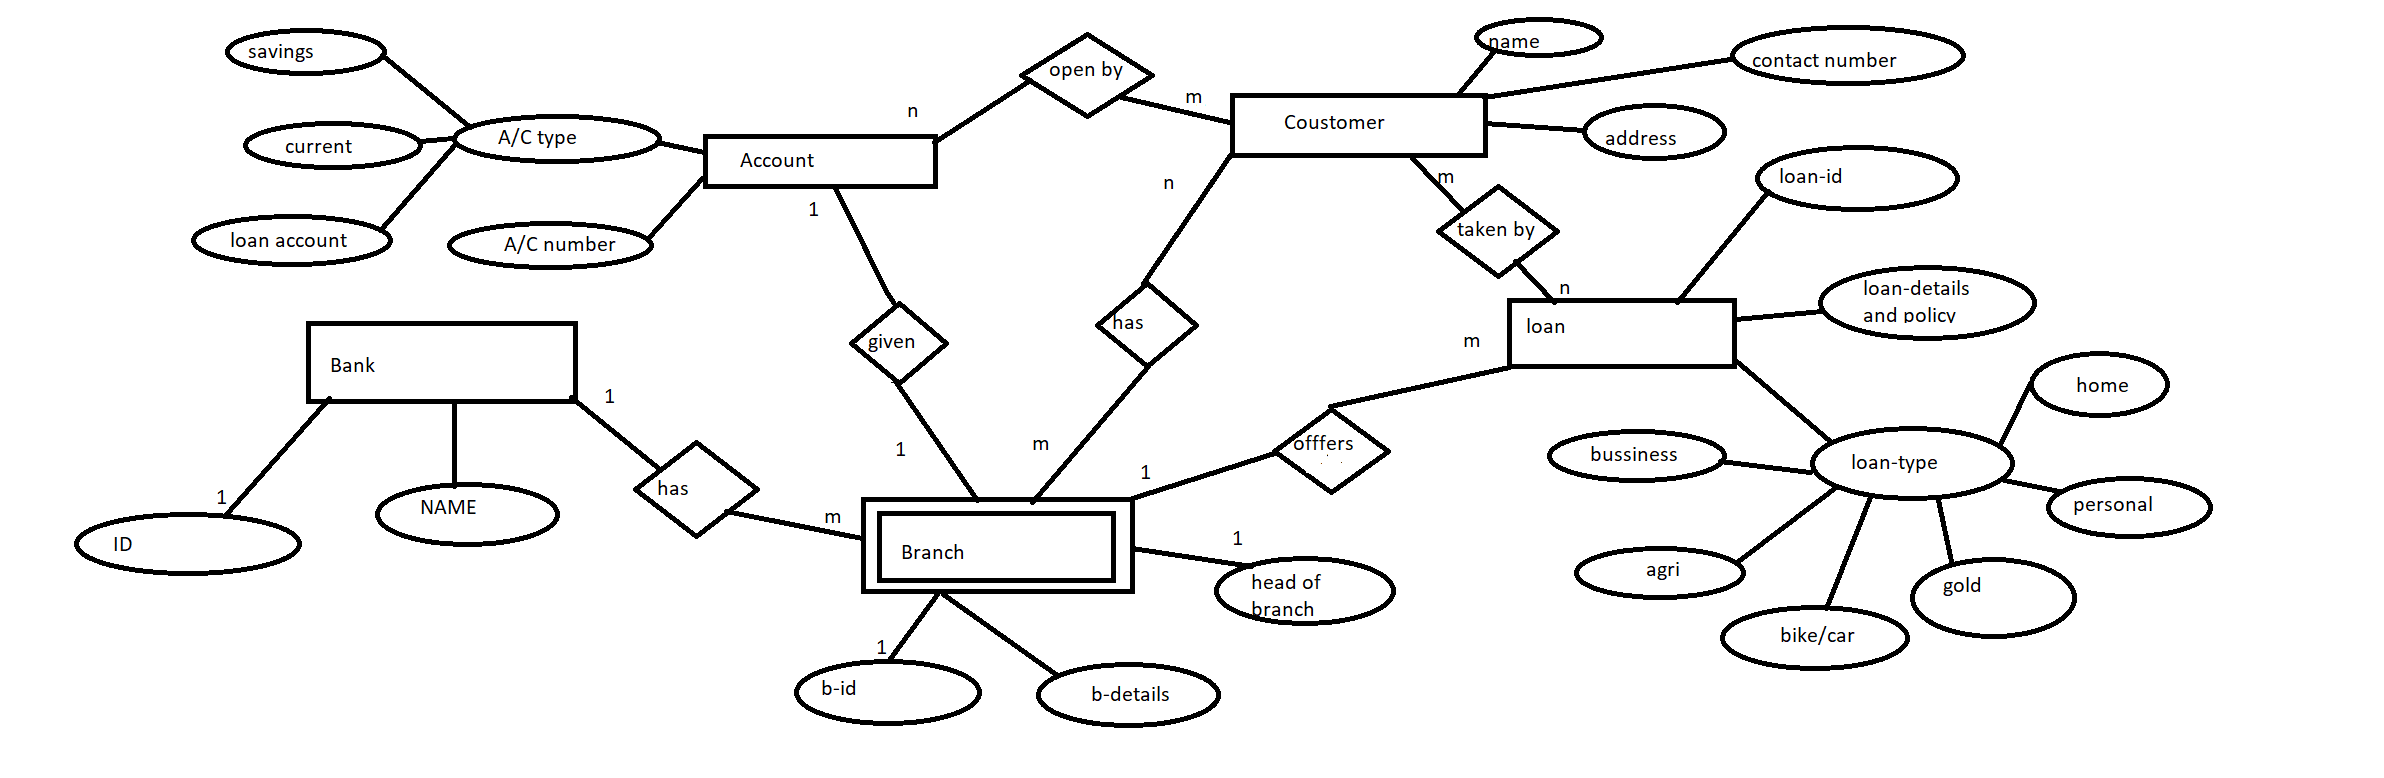 name
savings
contact number
open by
n
m
Coustomer
A/C type
current
address
Account
loan-id
m
n
1
taken by
A/C number
loan account
n
loan-details
and policy
has
loan
given
m
Bank
home
1
offfers
1
m
bussiness
loan-type
1
has
1
NAME
personal
m
1
ID
Branch
agri
head of
branch
gold
bike/car
1
b-id
b-details